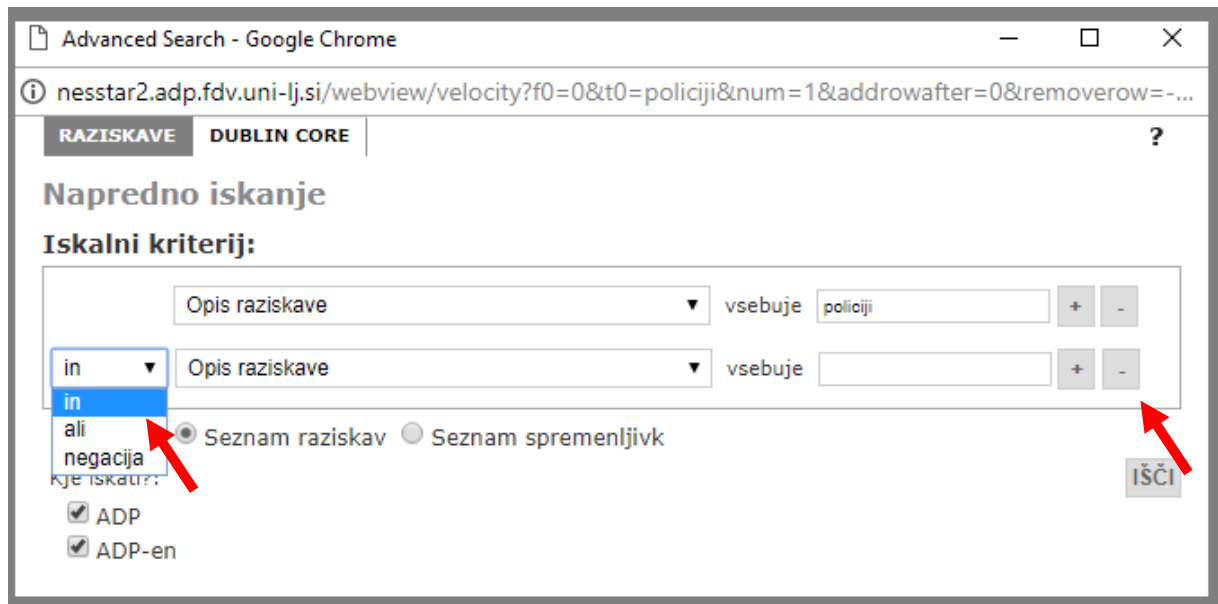 Advanced Search - Google Chrome
nesstar2.adp.fdv.uni-lj.si/webview/velocity?f0=0&t0=policiji&num=1&addrowafter=0&removerow=-...
RAZISKAVE DUBLIN CORE ?
Napredno iskanje
Iskalni kriterij:
Opis raziskave vsebuje policiji + -
in Opis raziskave vsebuje + -
in
ali
Seznam raziskav Seznam spremenljivk
negacija
Kje iskati?:
IŠČI
ADP
ADP-en